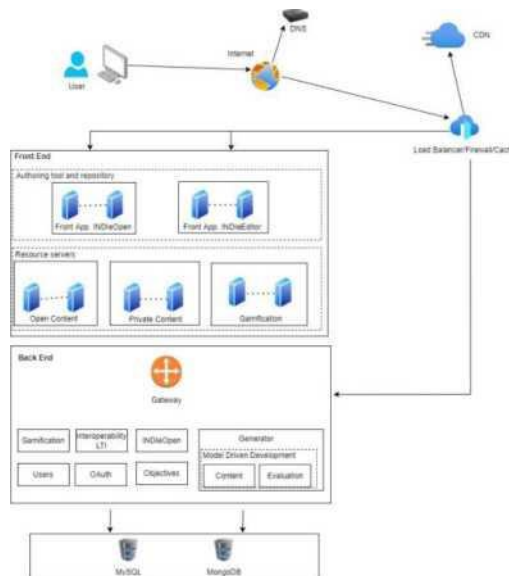 DNS
CDN
Internet
User
Load Balancer/Firewall/Cach
Front End
Authoring tool and repository
Front App: INDIeOpen
Front App: INDIeEditor
Resource servers
Open Content
Private Content
Gamification
Back End
Gateway
Gamification
Interoperability
LTI
INDIeOpen
Generator
Model Driven Development
Users
OAuth
Objectives
Content
Evaluation
MySQL
MongoDB